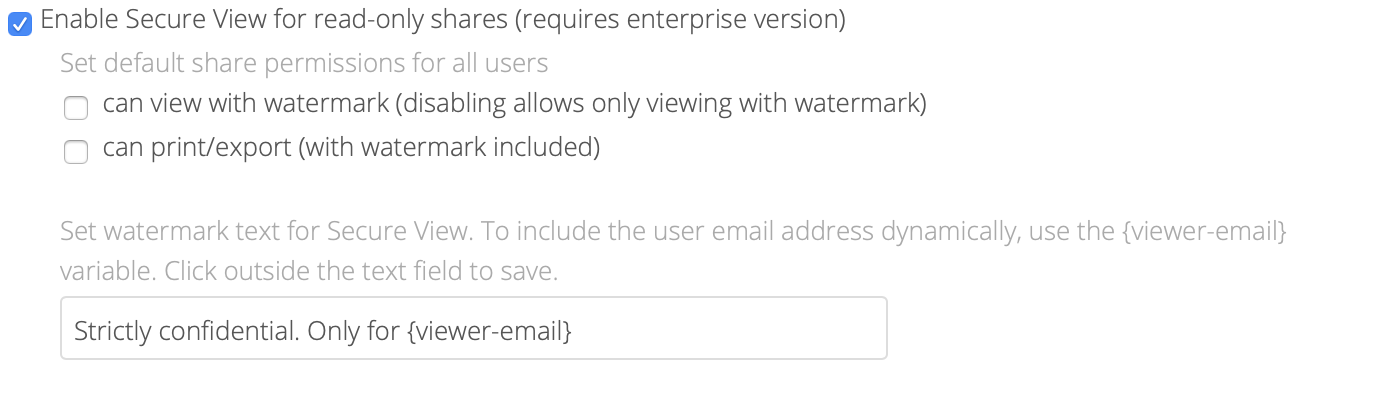 Enable Secure View for read-only shares (requires enterprise version)
Set default share permissions for all users
can view with watermark (disabling allows only viewing with watermark)
can print/export (with watermark included)
Set watermark text for Secure View. To include the user email address dynamically, use the {viewer-email}
variable. Click outside the text field to save.
Strictly confidential. Only for {viewer-email}